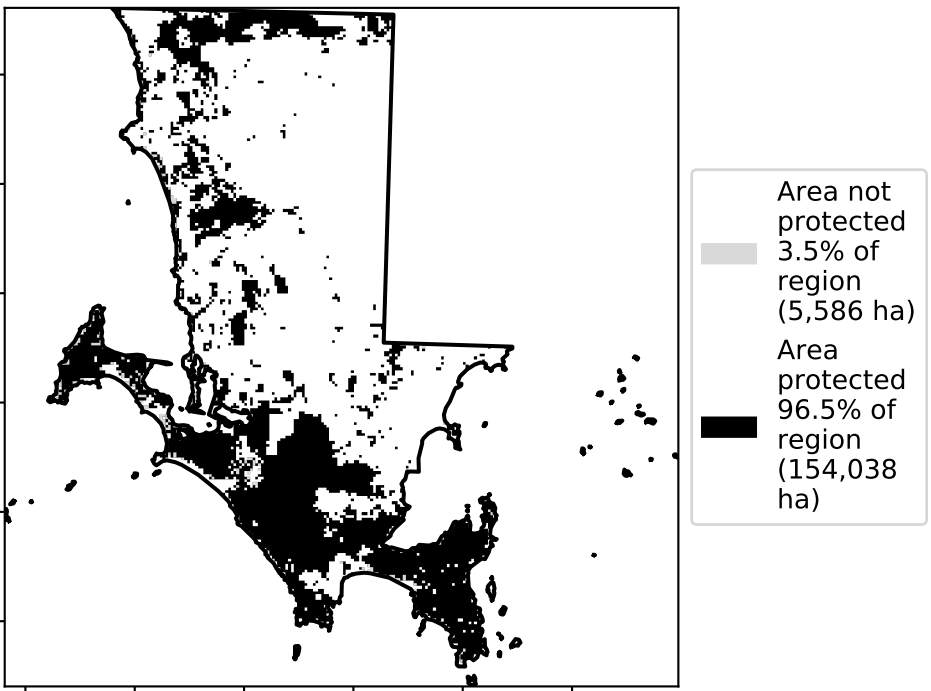 Area not
protected
3.5% of
region
(5,586 ha)
Area
protected
96.5% of
region
(154,038
ha)